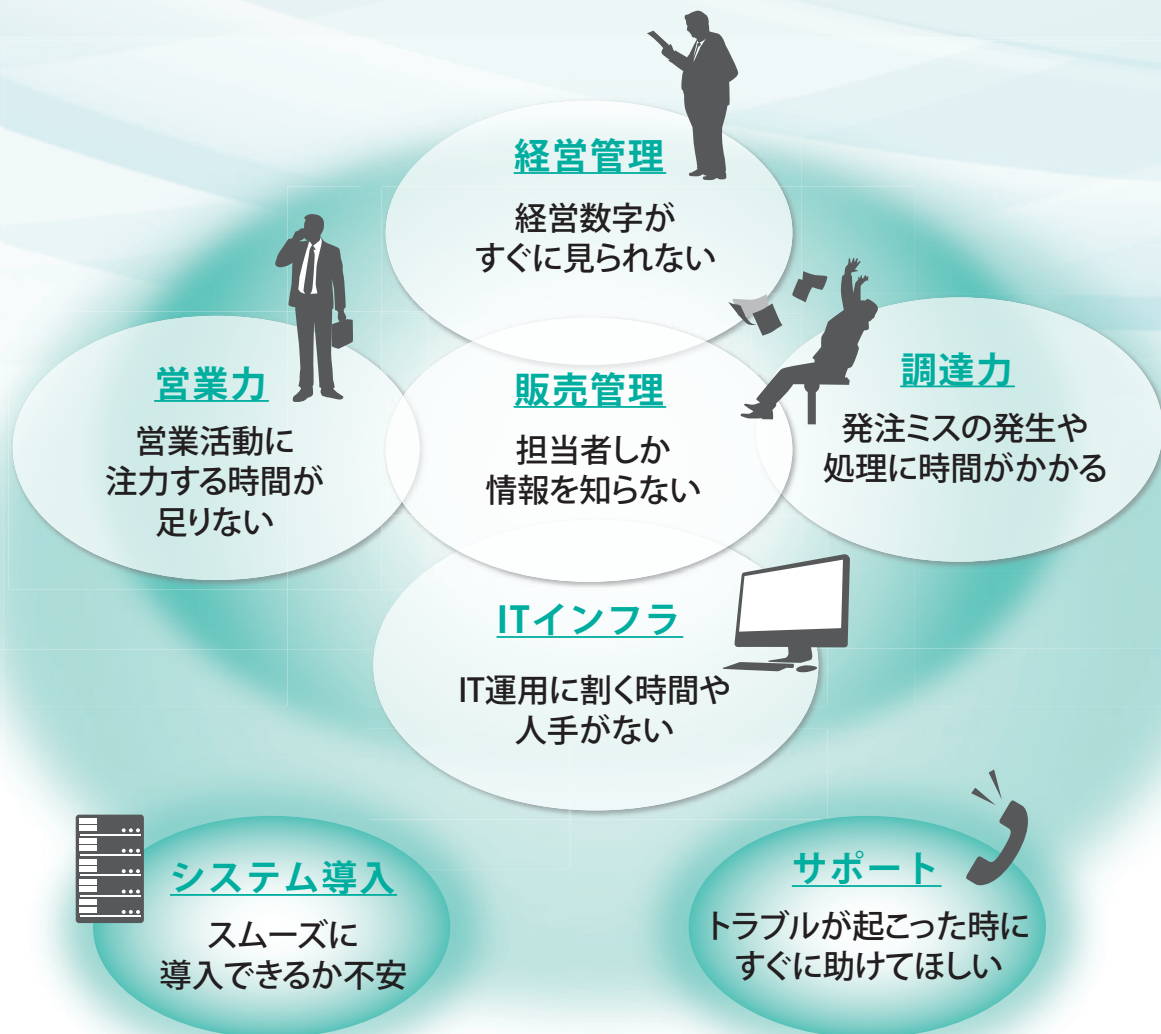 経営管理
経営数字が
すぐに見られない
営業力
営業活動に
注力する時間が
足りない
販売管理
担当者しか
情報を知らない
調達力
発注ミスの発生や
処理に時間がかかる
ITインフラ
IT運用に割く時間や
人手がない
システム導入
スムーズに
導入できるか不安
サポート
トラブルが起こった時に
すぐに助けてほしい